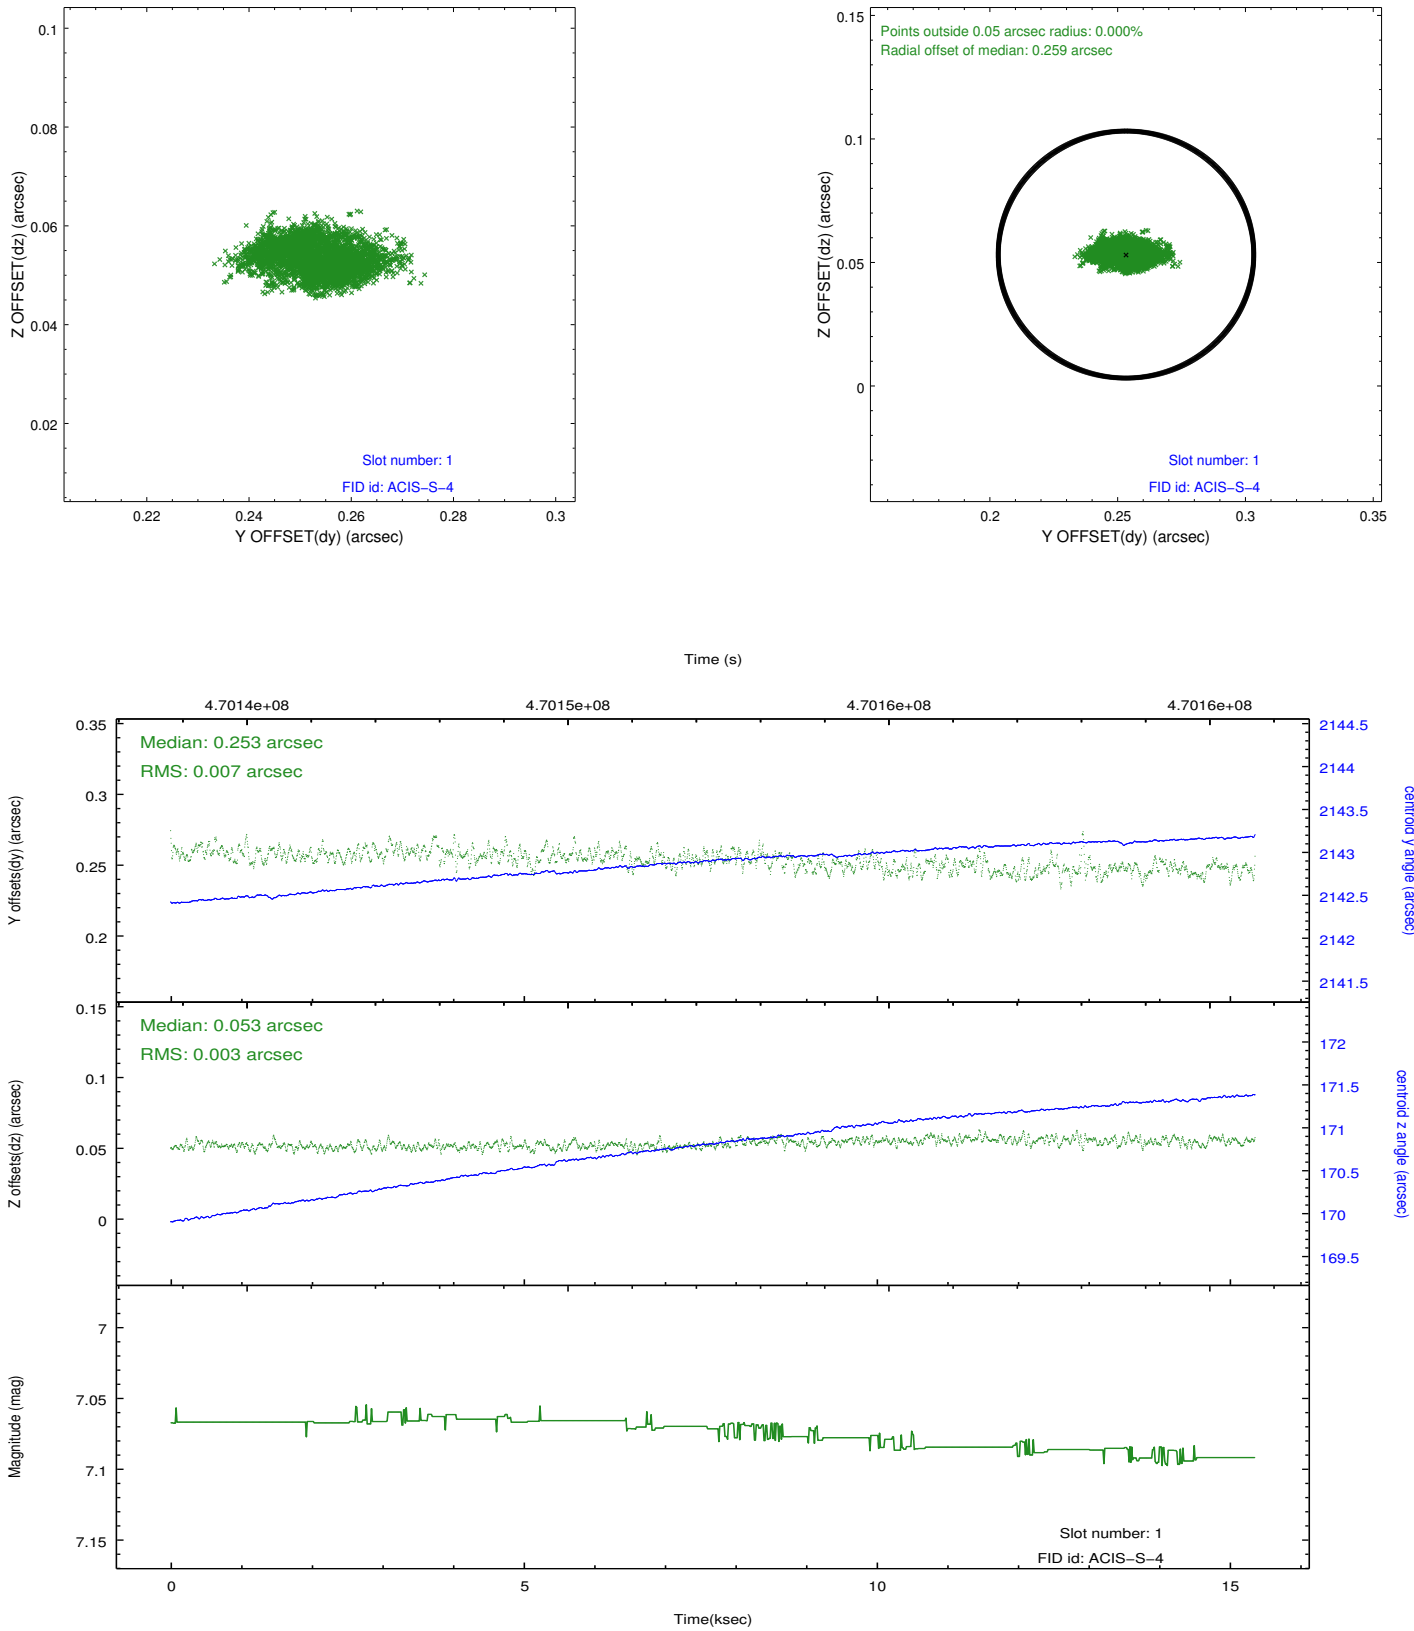 0.1
0.08
0.06
0.04
0.02
Z OFFSET(dz) (arcsec)
Slot number: 1
FID id: ACIS−S−4
0.22 0.24 0.26 0.28 0.3
Y OFFSET(dy) (arcsec)
Points outside 0.05 arcsec radius: 0.000%
Radial offset of median: 0.259 arcsec
0.15
0.1
0.05
0
Z OFFSET(dz) (arcsec)
Slot number: 1
FID id: ACIS−S−4
0.2 0.25 0.3 0.35
Y OFFSET(dy) (arcsec)
Time (s)
4.7014e+08 4.7015e+08 4.7016e+08 4.7016e+08
Median: 0.253 arcsec
RMS: 0.007 arcsec
0.35
0.3
0.25
0.2
Y offsets(dy) (arcsec)
2144.5
2144
2143.5
2143
2142.5
2142
2141.5
centroid y angle (arcsec)
Median: 0.053 arcsec
RMS: 0.003 arcsec
0.15
0.1
0.05
0
Z offsets(dz) (arcsec)
172
171.5
171
170.5
170
169.5
centroid z angle (arcsec)
7
7.05
7.1
7.15
Magnitude (mag)
Slot number: 1
FID id: ACIS−S−4
0 5 10 15
Time(ksec)